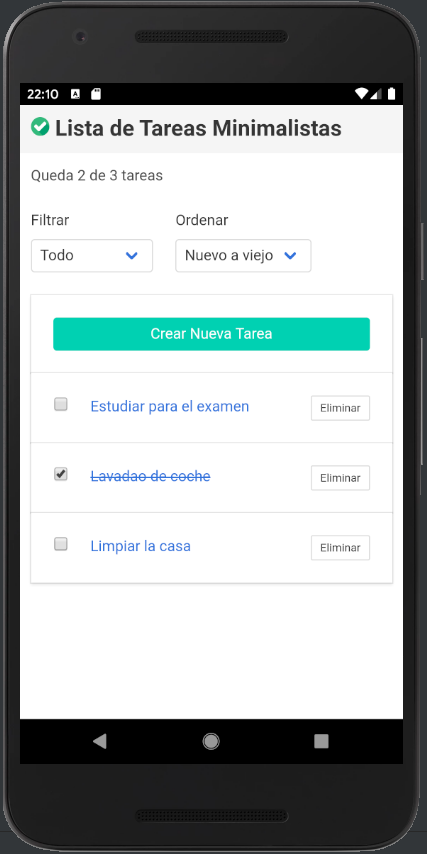 22:10
Lista de Tareas Minimalistas
Queda 2 de 3 tareas
Filtrar Ordenar
Todo Nuevo a viejo
Crear Nueva Tarea
Estudiar para el examen Eliminar
Lavadao de coche Eliminar
Limpiar la casa Eliminar